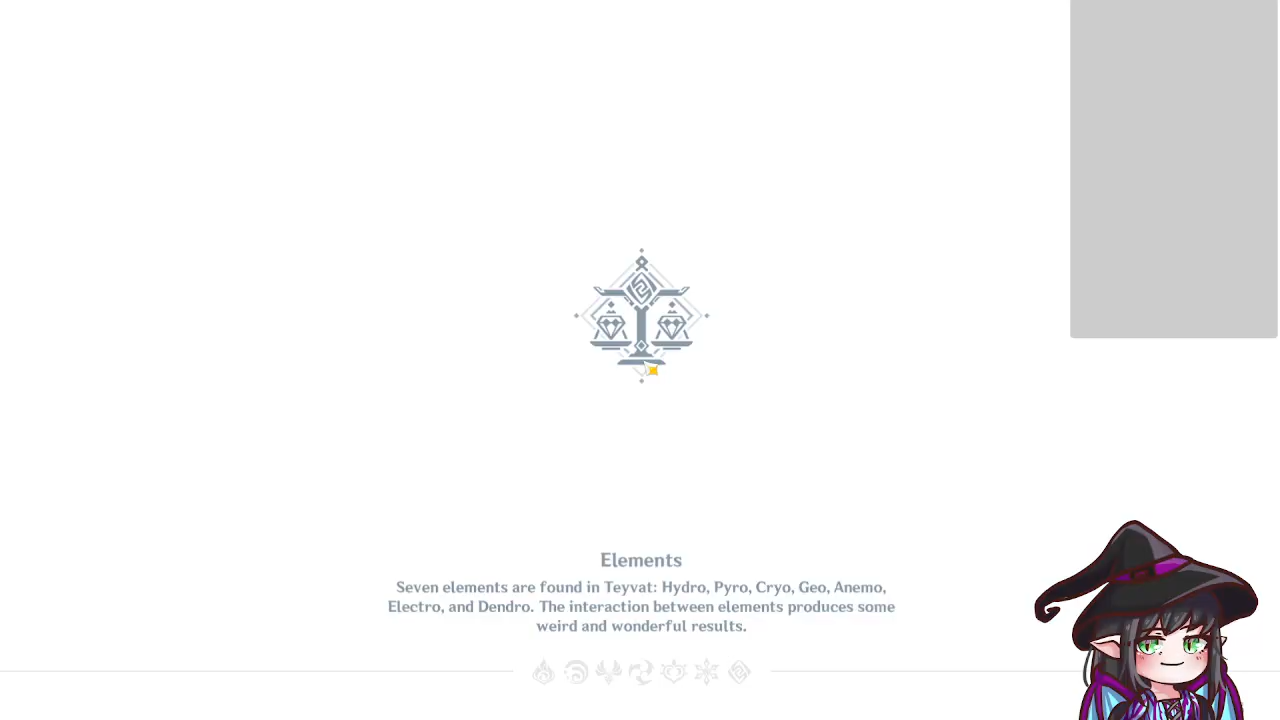 Elements
Seven elements are found in Teyvat: Hydro, Pyro, Cryo, Geo, Anemo,
Electro, and Dendro. The interaction between elements produces some
weird and wonderful results.